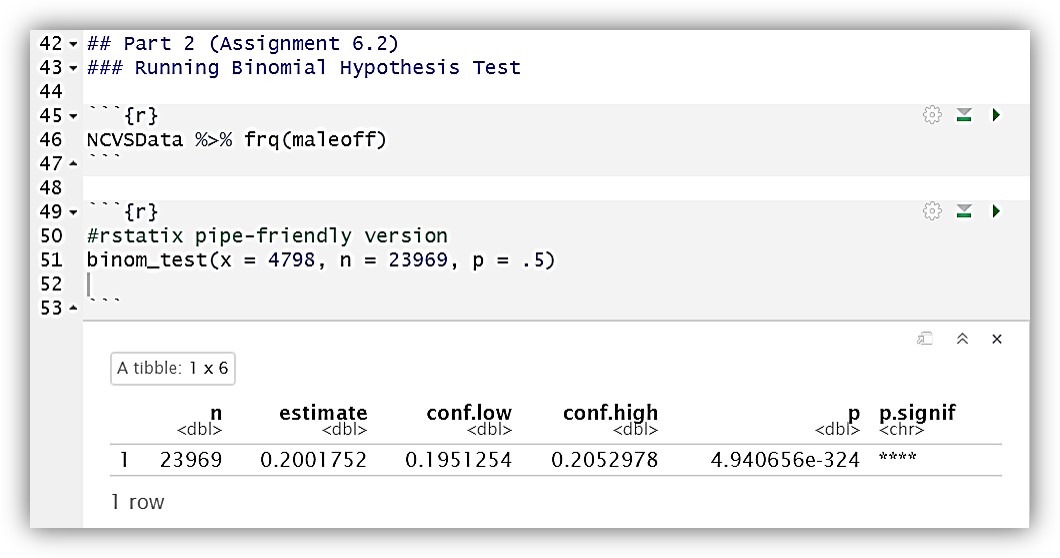 42 ## Part 2 (Assignment 6.2)
43 ### Running Binomial Hypothesis Test
44
45 ```{r}
46 NCVSData %>% frq(maleoff)
47 ```
48
49 ```{r}
50 #rstatix pipe-friendly version
51 binom_test(x = 4798, n = 23969, p = .5)
52
53 ```
A tibble: 1 x 6
n estimate conf.low conf.high p p.signif
<dbl> <dbl> <dbl> <dbl> <dbl> <chr>
1 23969 0.2001752 0.1951254 0.2052978 4.940656e-324 ****
1 row